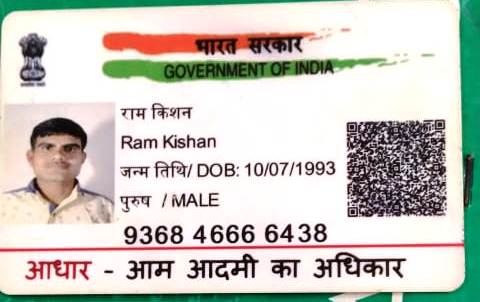 भारत सरकार
GOVERNMENT OF INDIA
राम किशन
Ram Kishan
जन्म तिथि/ DOB: 10/07/1993
पुरुष / MALE
9368 4666 6438
आधार - आम आदमी का अधिकार